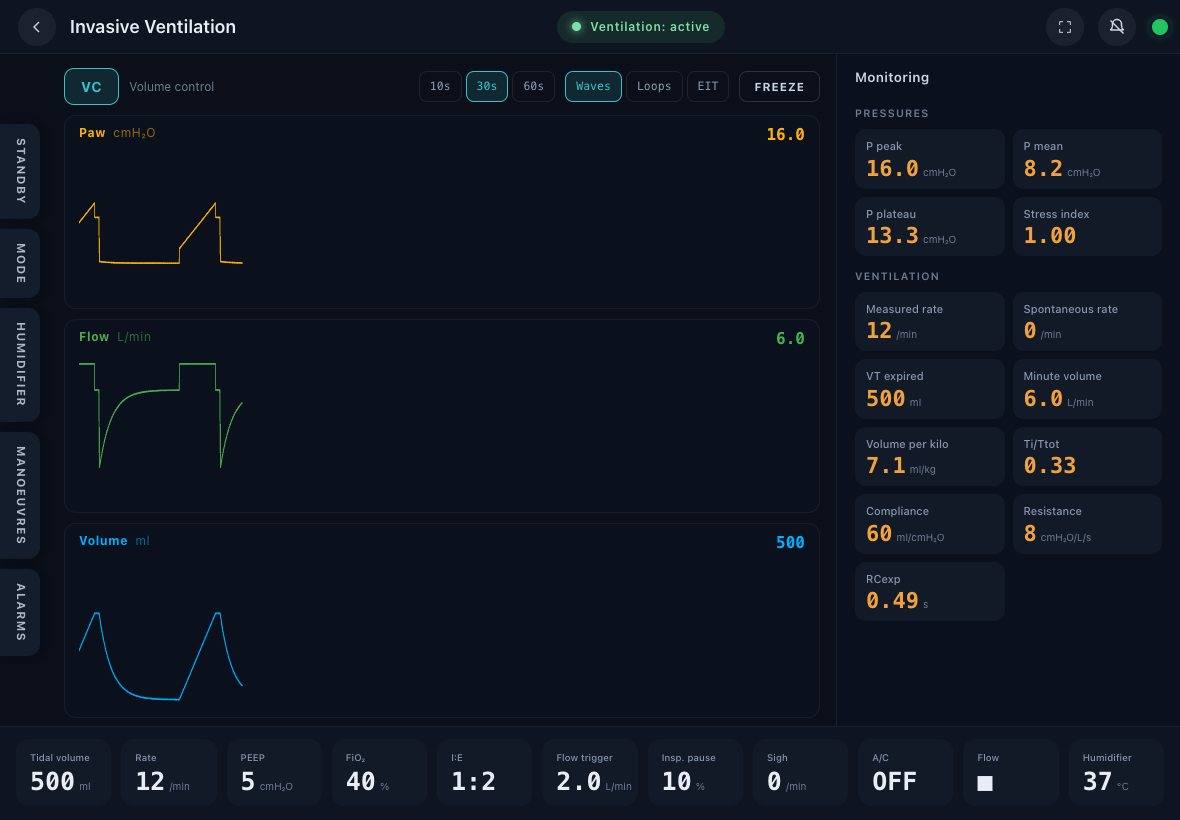 Invasive Ventilation
Ventilation: active
VC
Volume control
10s
30s
60s
Waves
Loops
EIT
FREEZE
STANDBY
MODE
HUMIDIFIER
MANOEUVRES
ALARMS
Paw cmH₂O
16.0
Flow L/min
6.0
Volume ml
500
Monitoring
PRESSURES
P peak
16.0 cmH₂O
P mean
8.2 cmH₂O
P plateau
13.3 cmH₂O
Stress index
1.00
VENTILATION
Measured rate
12 /min
Spontaneous rate
0 /min
VT expired
500 ml
Minute volume
6.0 L/min
Volume per kilo
7.1 ml/kg
Ti/Ttot
0.33
Compliance
60 ml/cmH₂O
Resistance
8 cmH₂O/L/s
RCexp
0.49 s
Tidal volume
500 ml
Rate
12 /min
PEEP
5 cmH₂O
FiO₂
40 %
I:E
1:2
Flow trigger
2.0 L/min
Insp. pause
10 %
Sigh
0 /min
A/C
OFF
Flow
■
Humidifier
37 °C